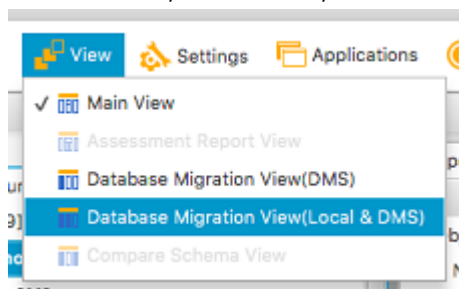 View Settings Applications
✓ Main View
Assessment Report View
Database Migration View(DMS)
Database Migration View(Local & DMS)
Compare Schema View